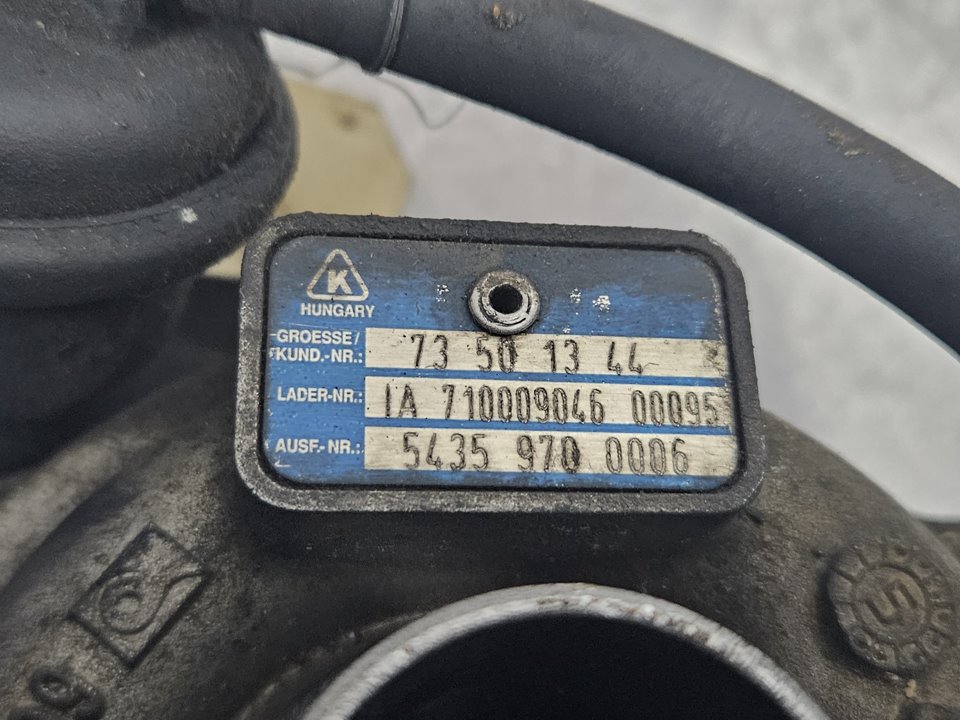 K
HUNGARY
GROESSE/
KUND.-NR.: 73 50 13 44
LADER-NR.: IA 710009046 00095
AUSF.-NR.: 5435 970 0006